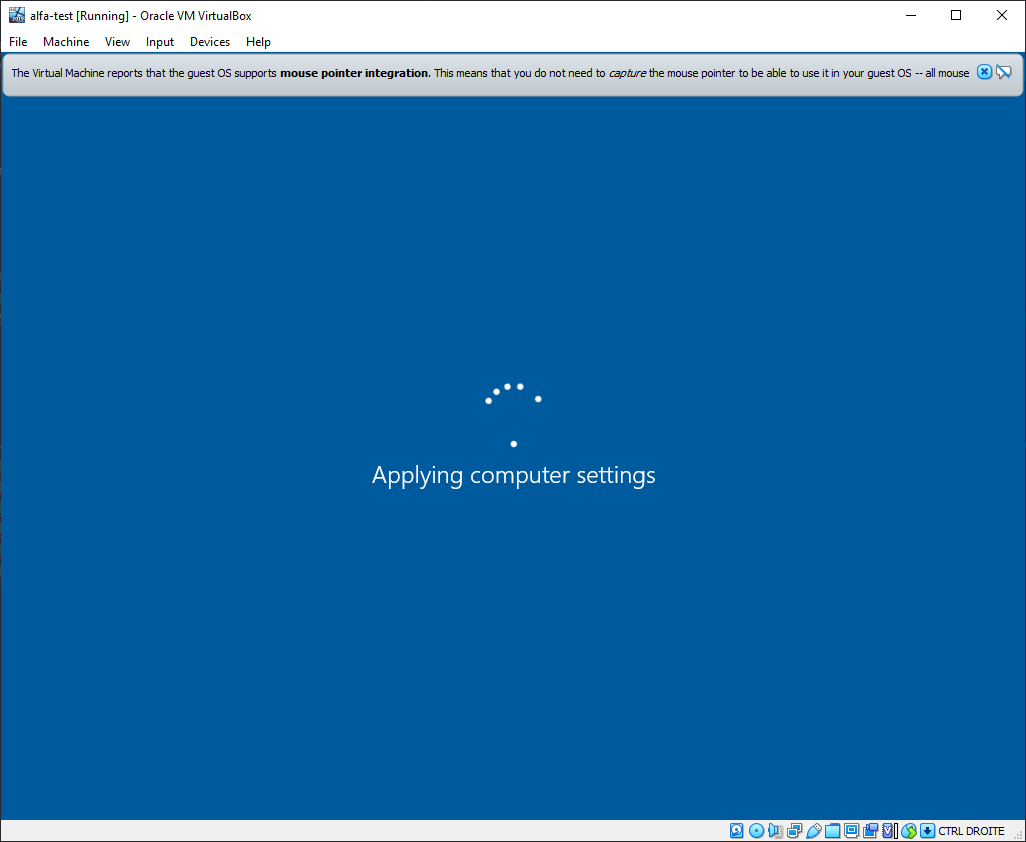 alfa-test [Running] - Oracle VM VirtualBox
File Machine View Input Devices Help
The Virtual Machine reports that the guest OS supports mouse pointer integration. This means that you do not need to capture the mouse pointer to be able to use it in your guest OS -- all mouse
Applying computer settings
CTRL DROITE